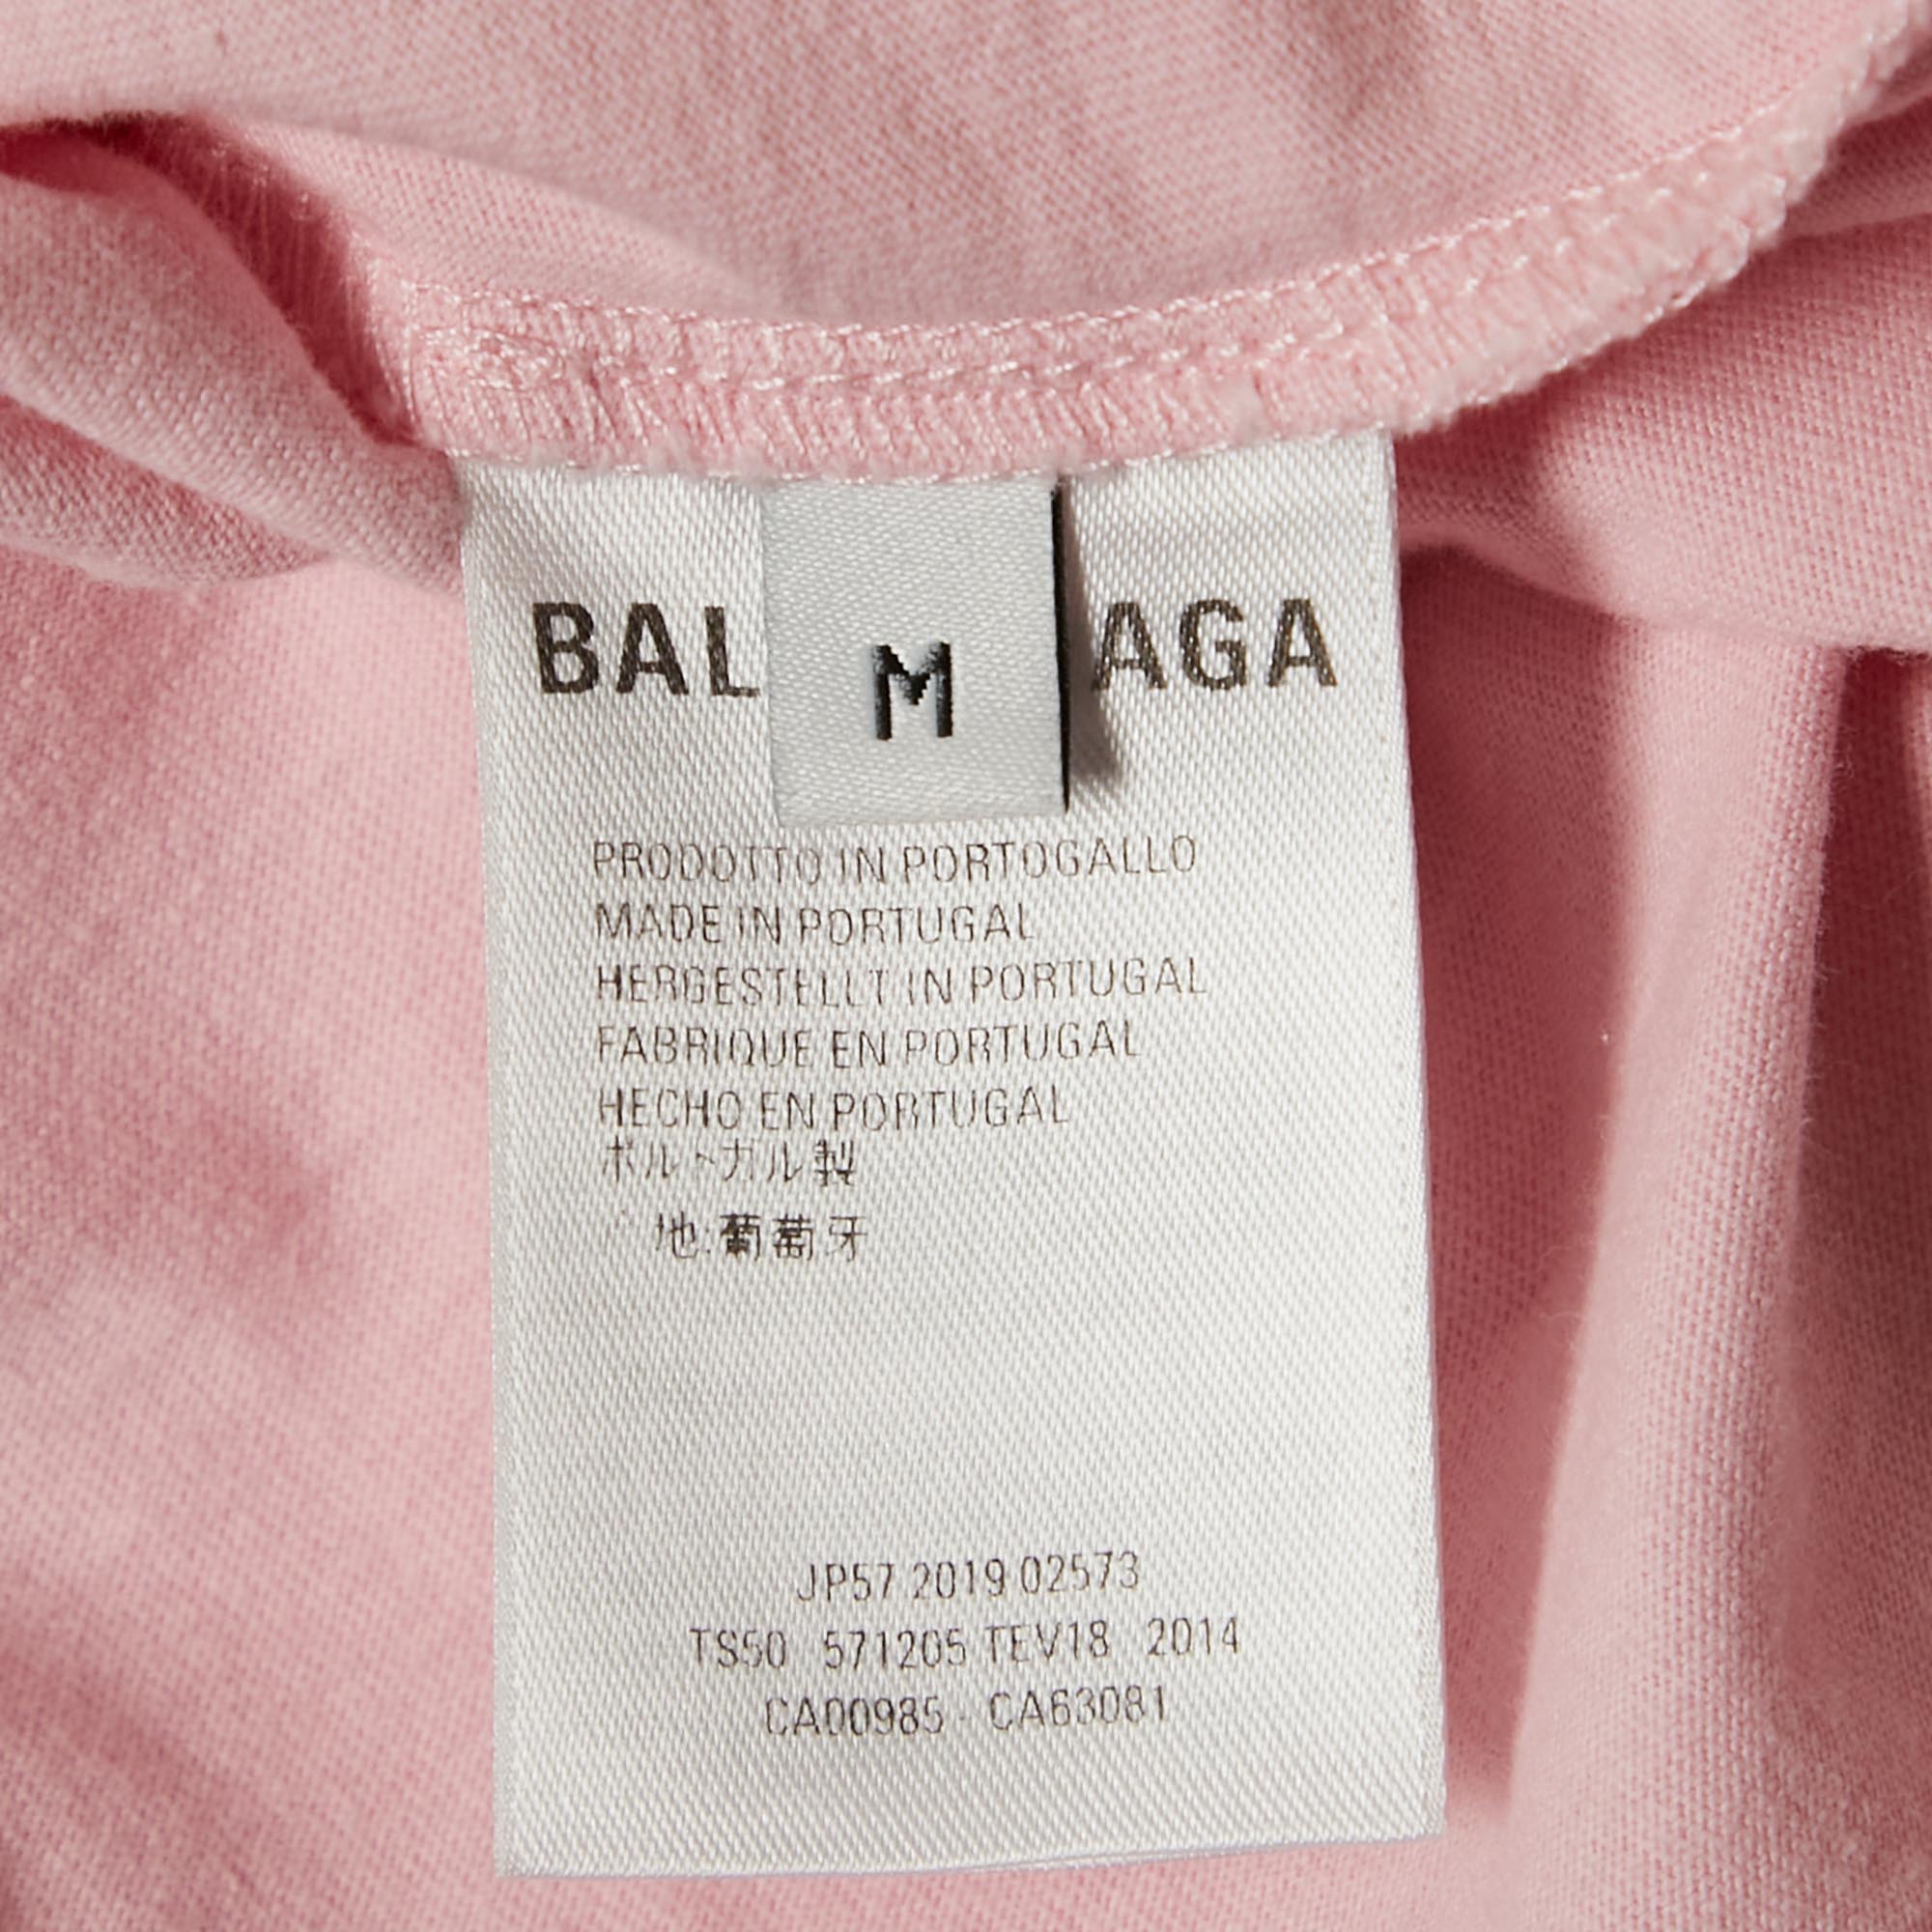 BAL M AGA
PRODOTTO IN PORTOGALLO
MADE IN PORTUGAL
HERGESTELLT IN PORTUGAL
FABRIQUE EN PORTUGAL
HECHO EN PORTUGAL
ポルトガル製
地:葡萄牙
JP57 2019 02573
TS50 571205 TEV18 2014
CA00985 - CA63081